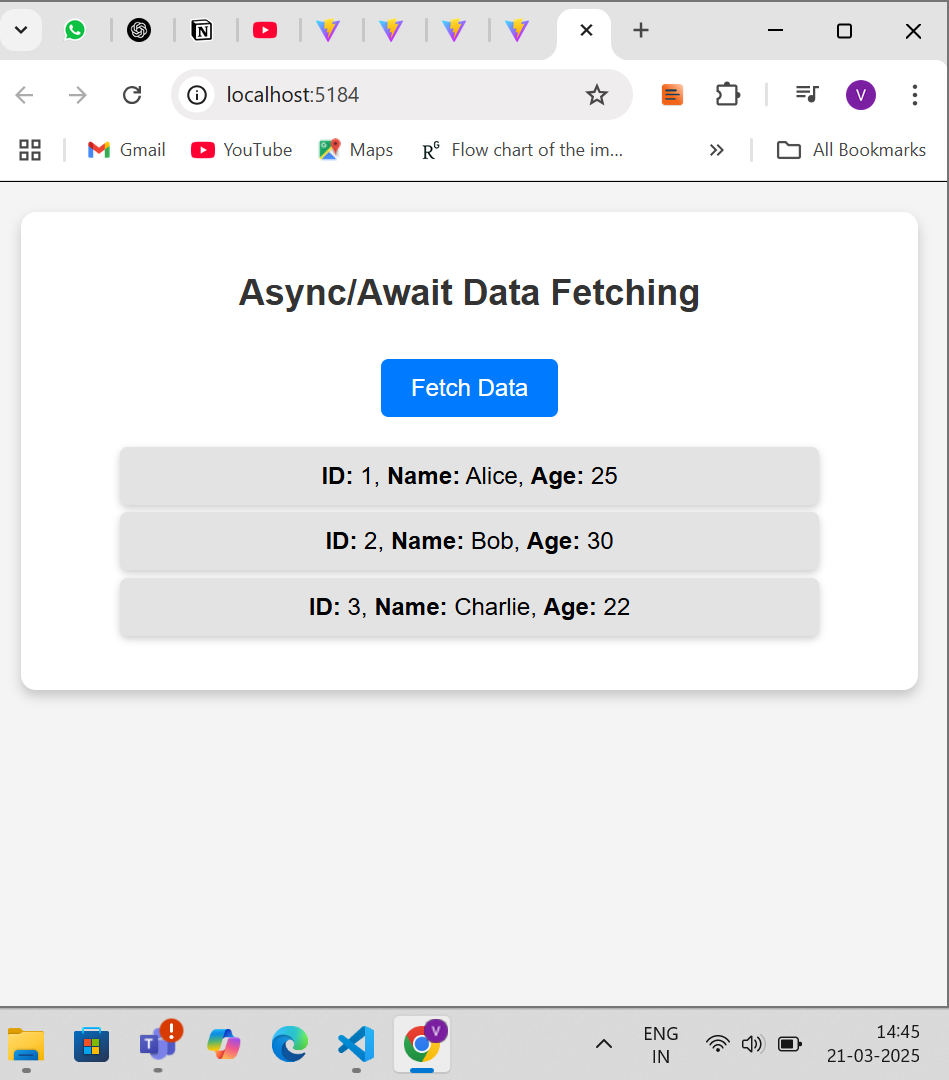 V
localhost:5184
Gmail
YouTube
Maps
RG
Flow chart of the im...
All Bookmarks
Async/Await Data Fetching
Fetch Data
ID: 1, Name: Alice, Age: 25
ID: 2, Name: Bob, Age: 30
ID: 3, Name: Charlie, Age: 22
T
!
V
ENG
IN
14:45
21-03-2025